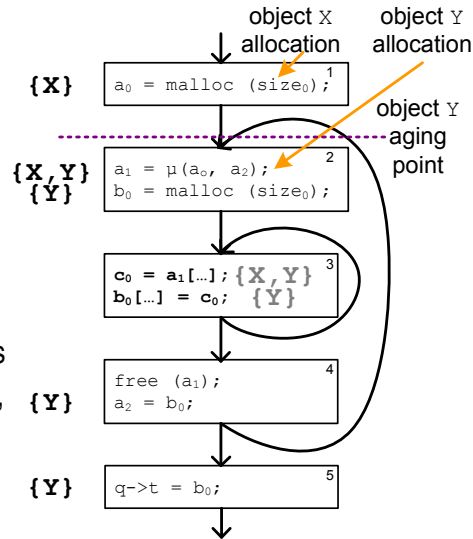 object X
allocation
object Y
allocation
1
{X}
a₀ = malloc (size₀);
object Y
aging
point
2
{X,Y}
{Y}
a₁ = μ(aₒ, a₂);
b₀ = malloc (size₀);
3
c₀ = a₁[…]; {X,Y}
b₀[…] = c₀; {Y}
s
,
4
{Y}
free (a₁);
a₂ = b₀;
5
{Y}
q->t = b₀;